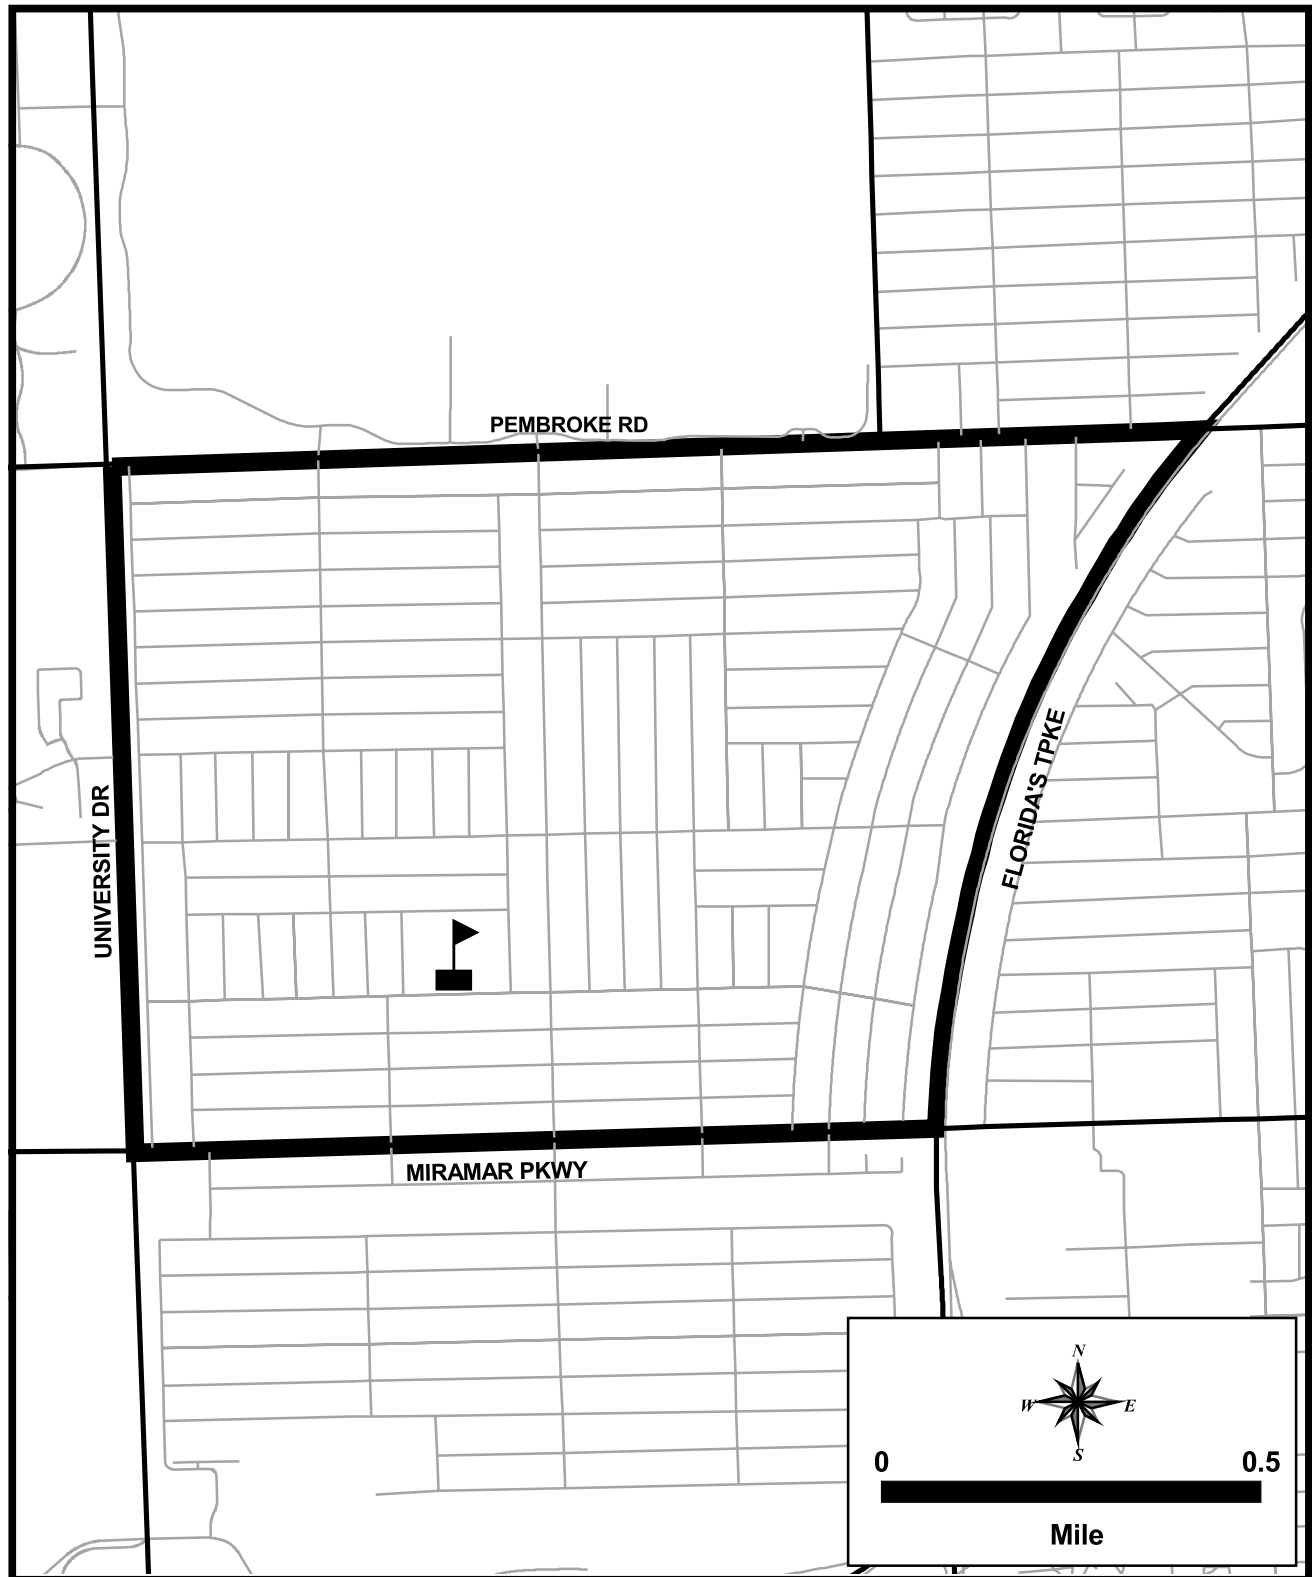 PEMBROKE RD
FLORIDA'S TPKE
UNIVERSITY DR
MIRAMAR PKWY
N
W
E
S
0
0.5
Mile